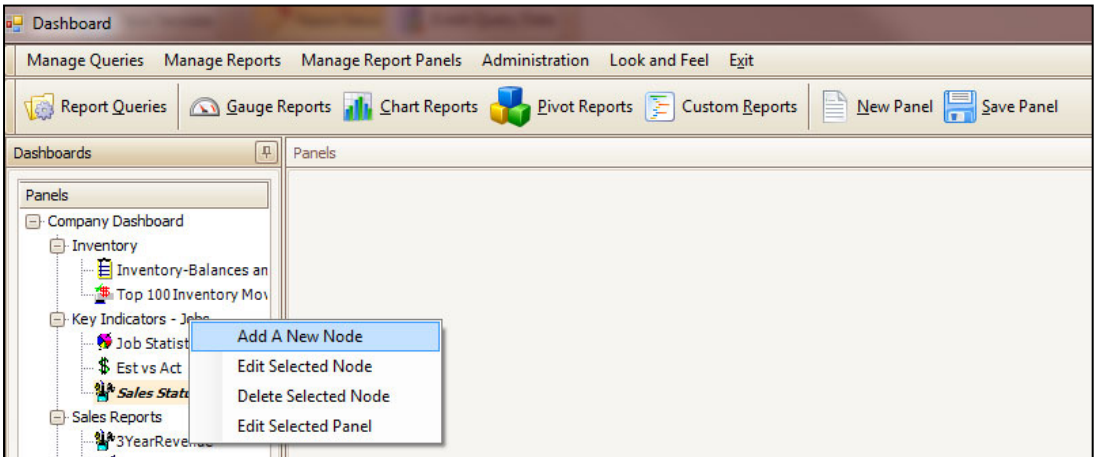 Dashboard
Manage Queries Manage Reports Manage Report Panels Administration Look and Feel Exit
Report Queries Gauge Reports Chart Reports Pivot Reports Custom Reports New Panel Save Panel
Dashboards Panels
Panels
Company Dashboard
Inventory
Inventory-Balances an
Top 100 Inventory Mov
Key Indicators - Jobs
Add A New Node
Job Statist
Edit Selected Node
Est vs Act
Sales Statu
Delete Selected Node
Sales Reports
Edit Selected Panel
3YearRevenue